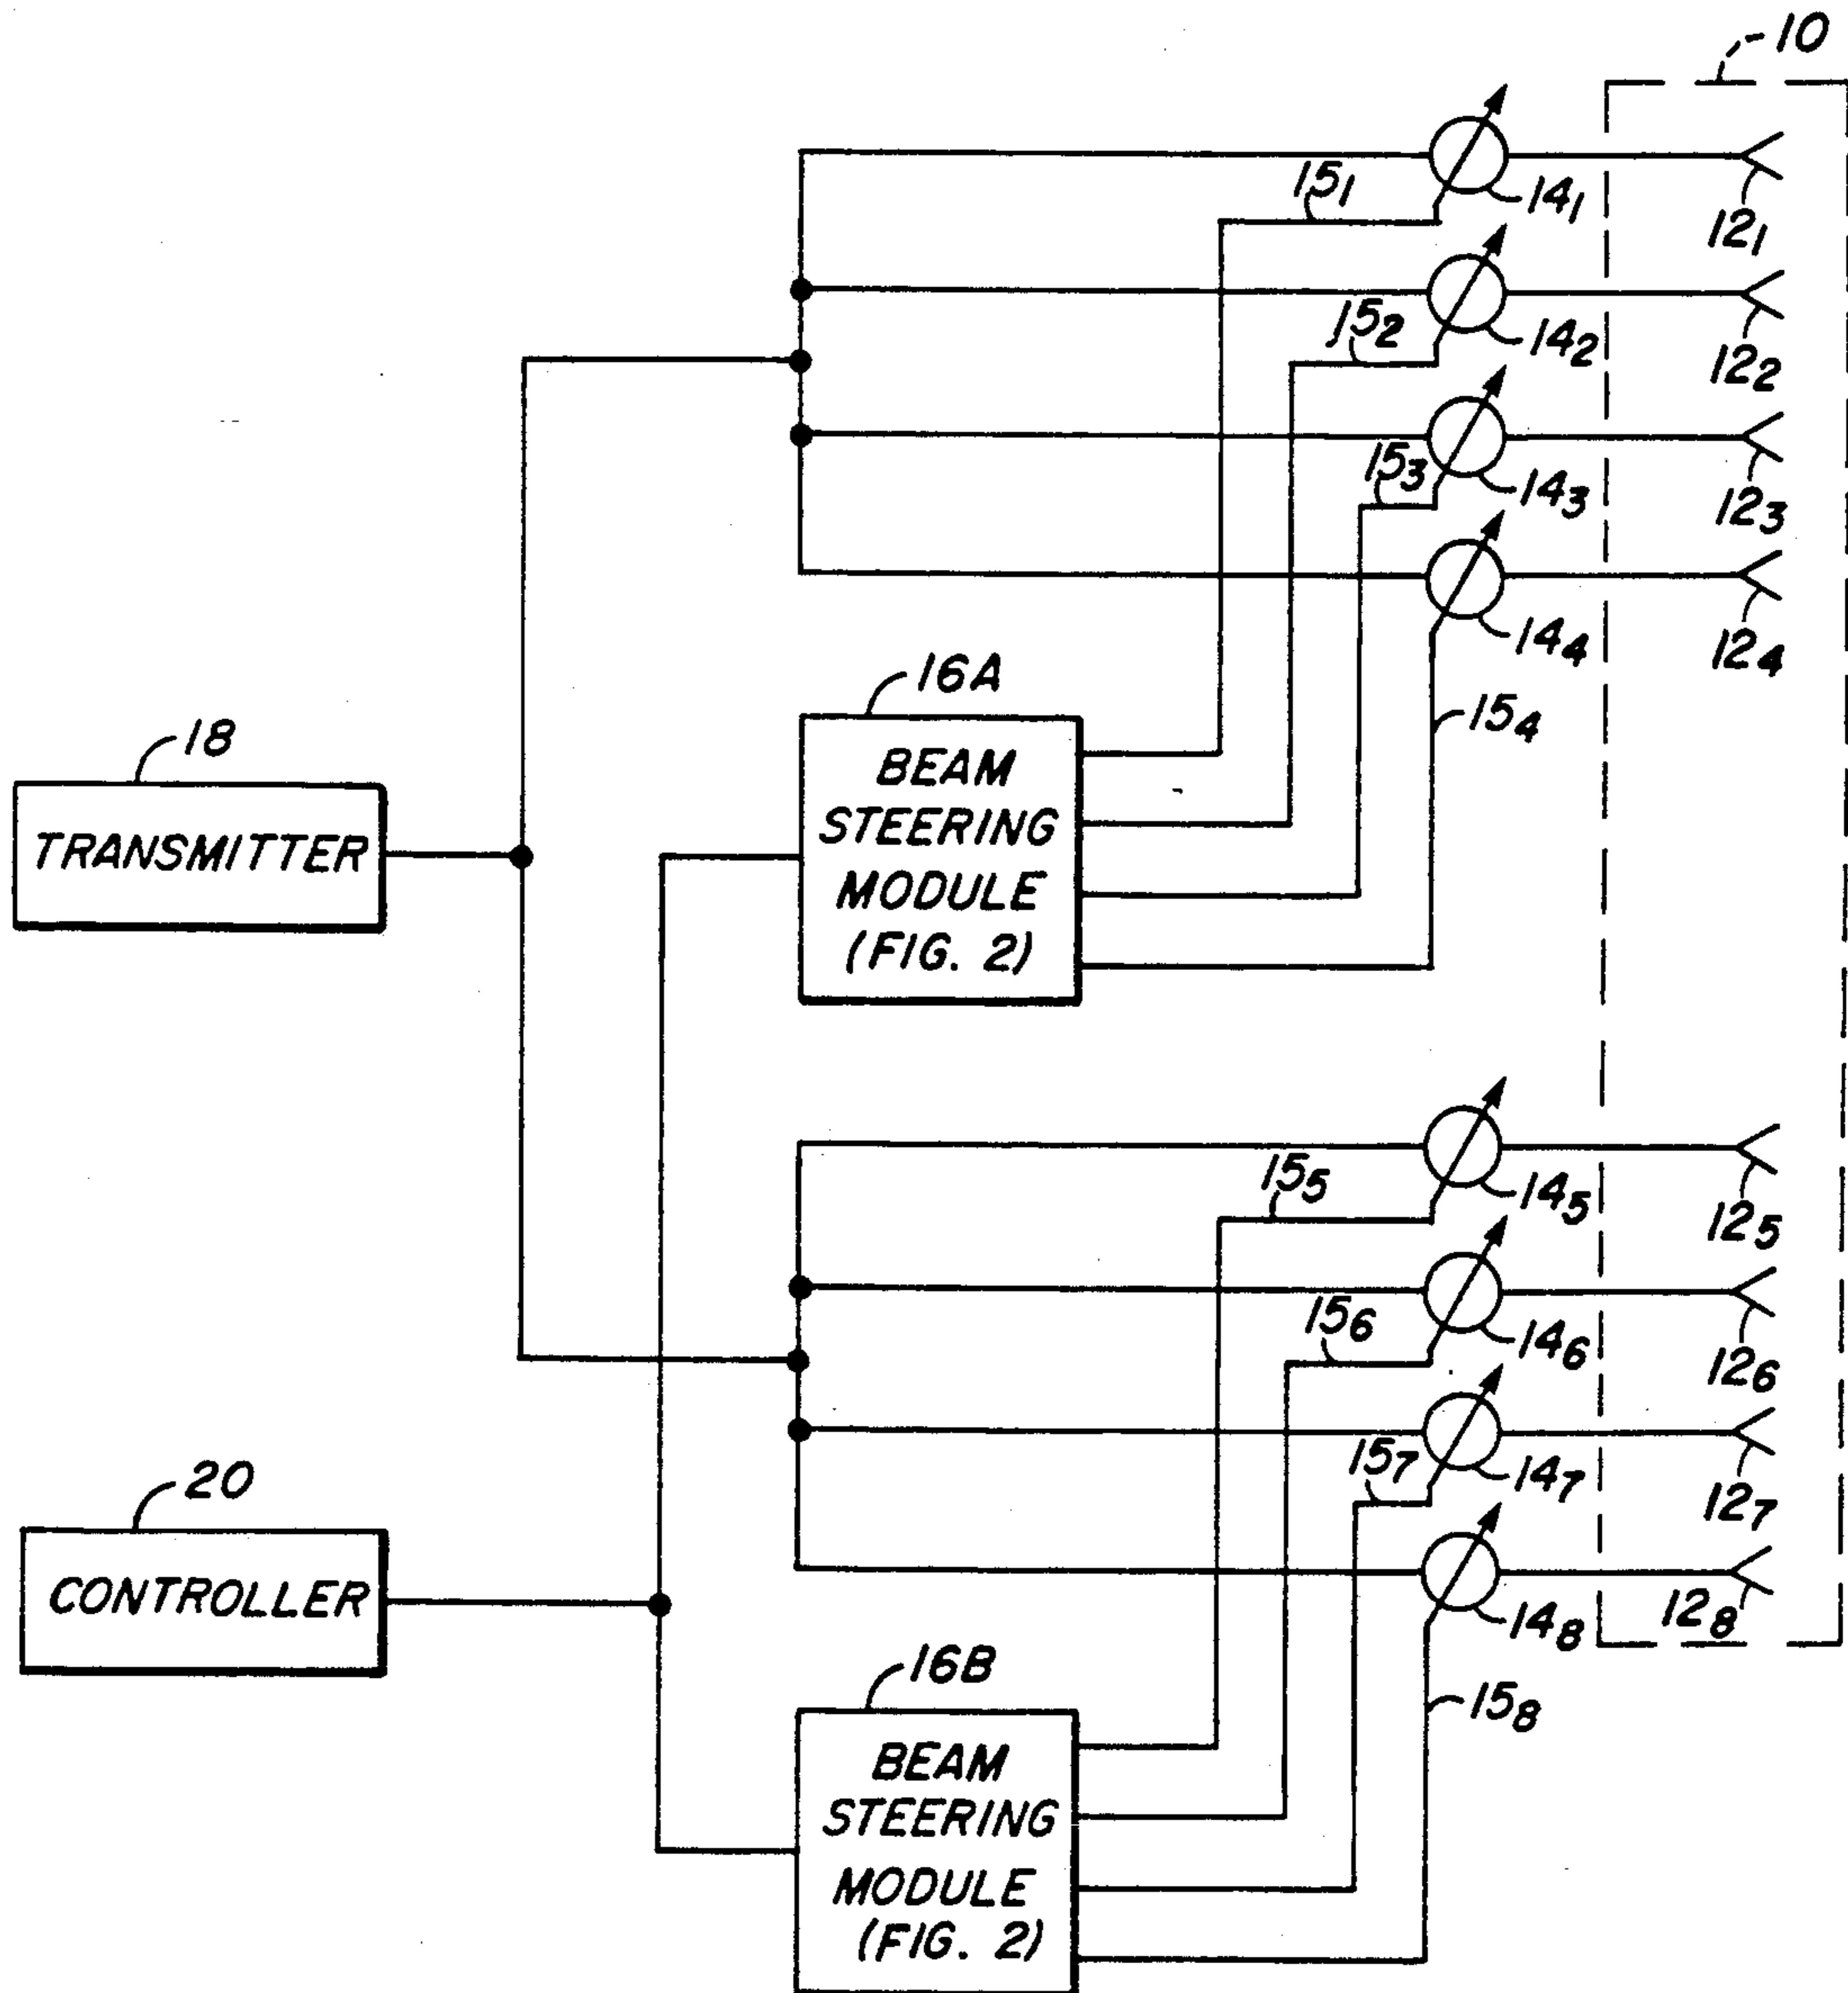 10
15₁
14₁
12₁
15₂
14₂
12₂
15₃
14₃
12₃
14₄
12₄
16A
15₄
18
BEAM
STEERING
MODULE
(FIG. 2)
TRANSMITTER
15₅
14₅
12₅
15₆
14₆
12₆
15₇
14₇
12₇
20
CONTROLLER
14₈
12₈
16B
15₈
BEAM
STEERING
MODULE
(FIG. 2)